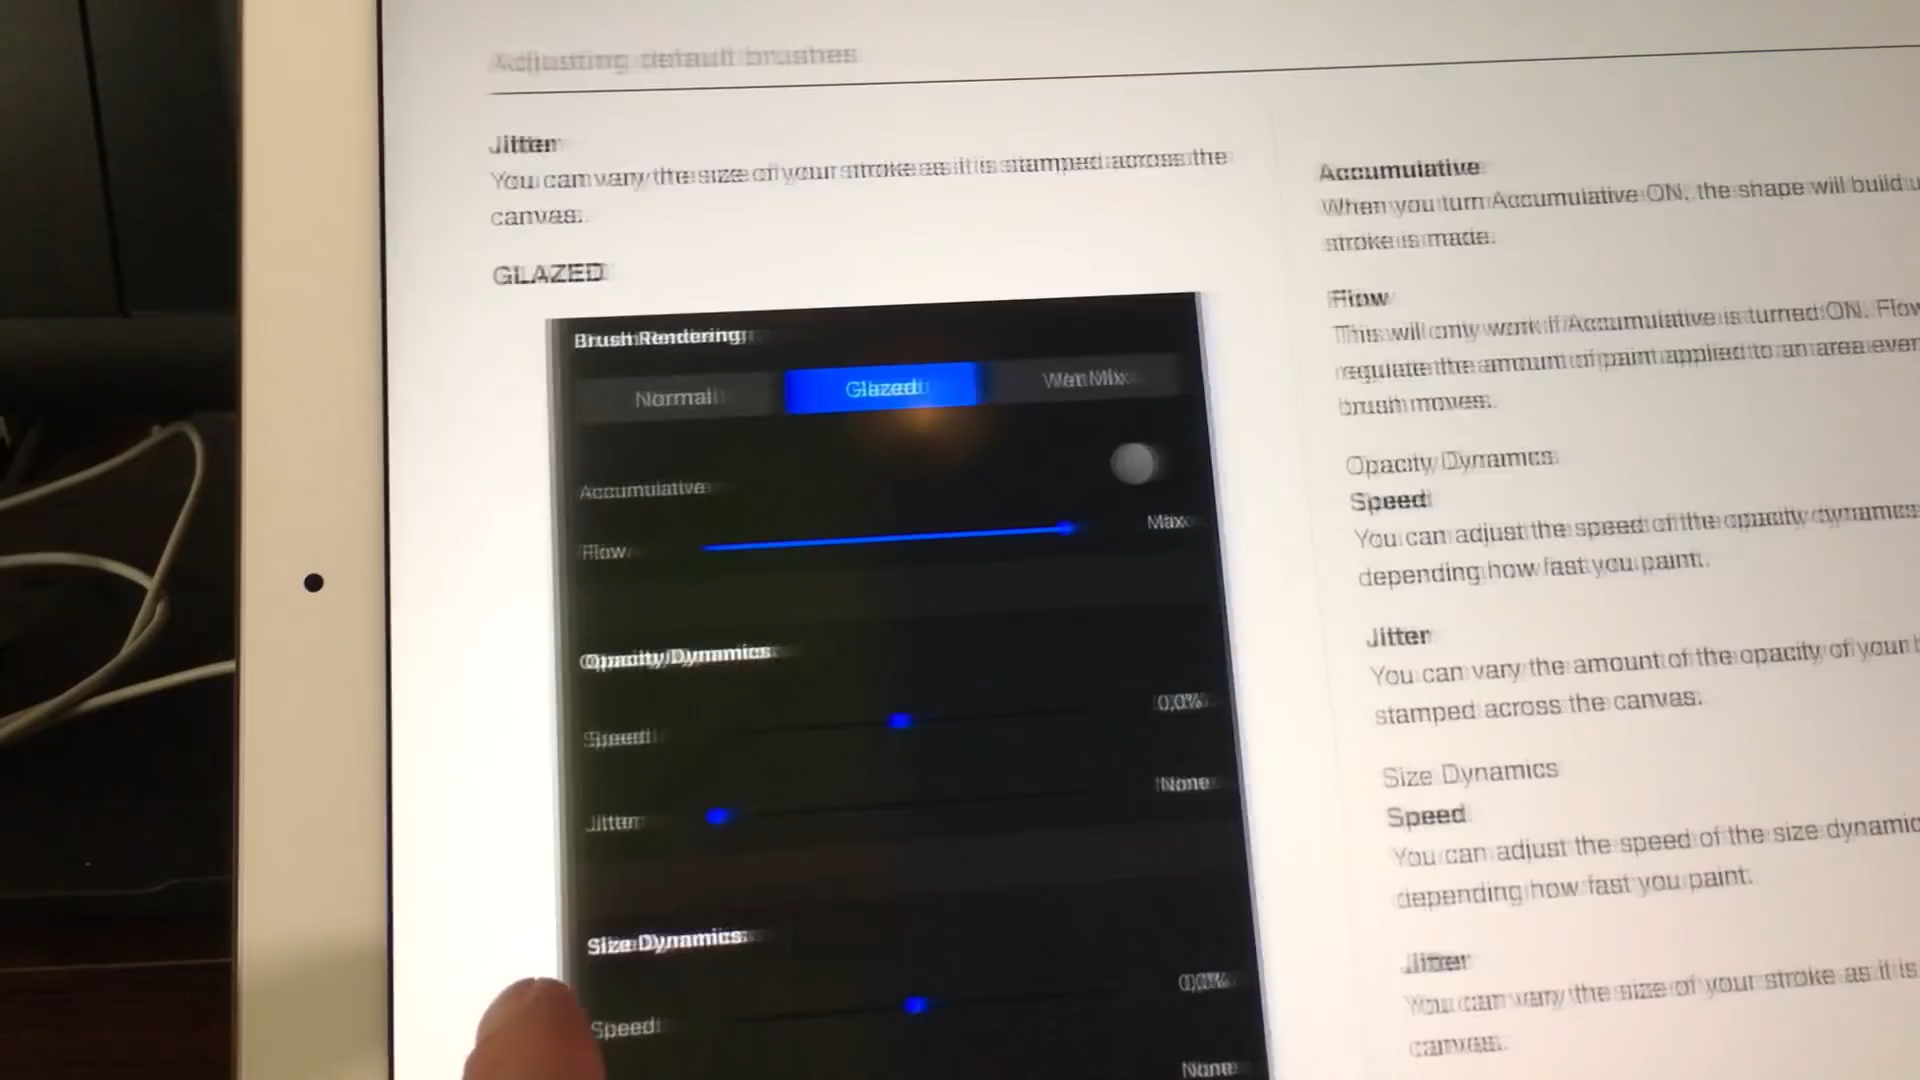 Adjusting default brushes
Jitter
You can vary the size of your stroke as it is stamped across the
canvas.
GLAZED
Brush Rendering
Normal
Glazed
Wet Mix
Accumulative
Flow
Max
Opacity Dynamics
Speed
0.0%
Jitter
None
Size Dynamics
0.0%
Speed
None
Accumulative
When you turn Accumulative ON, the shape will build
stroke is made.
Flow
This will only work if Accumulative is turned ON. Flow
regulate the amount of paint applied to an area ever
brush moves.
Opacity Dynamics
Speed
You can adjust the speed of the opacity dynamics
depending how fast you paint.
Jitter
You can vary the amount of the opacity of your
stamped across the canvas.
Size Dynamics
Speed
You can adjust the speed of the size dynamic
depending how fast you paint.
Jitter
You can vary the size of your stroke as it is
canvas.